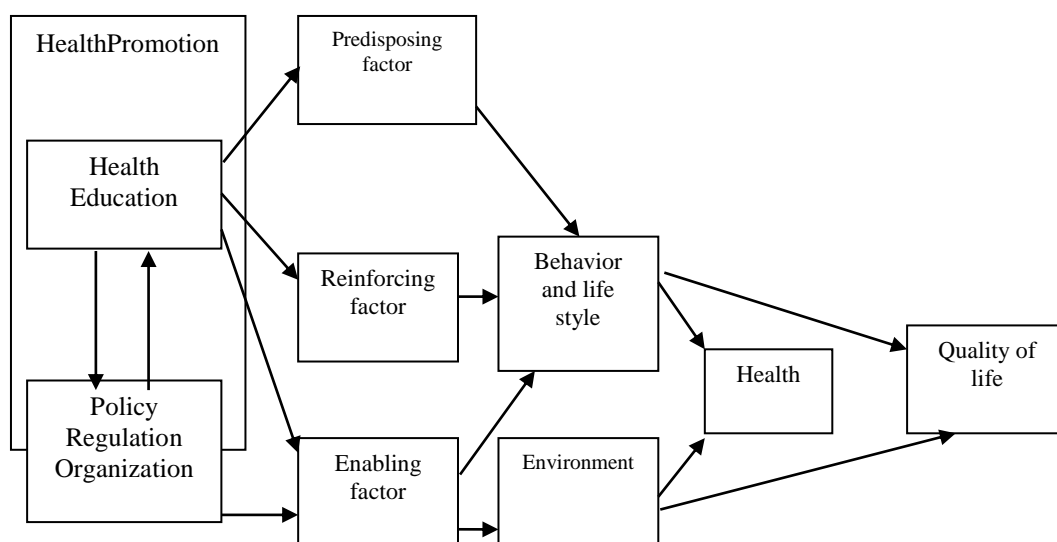 HealthPromotion
Health
Education
Policy
Regulation
Organization
Predisposing
factor
Reinforcing
factor
Enabling
factor
Behavior
and life
style
Environment
Health
Quality of
life